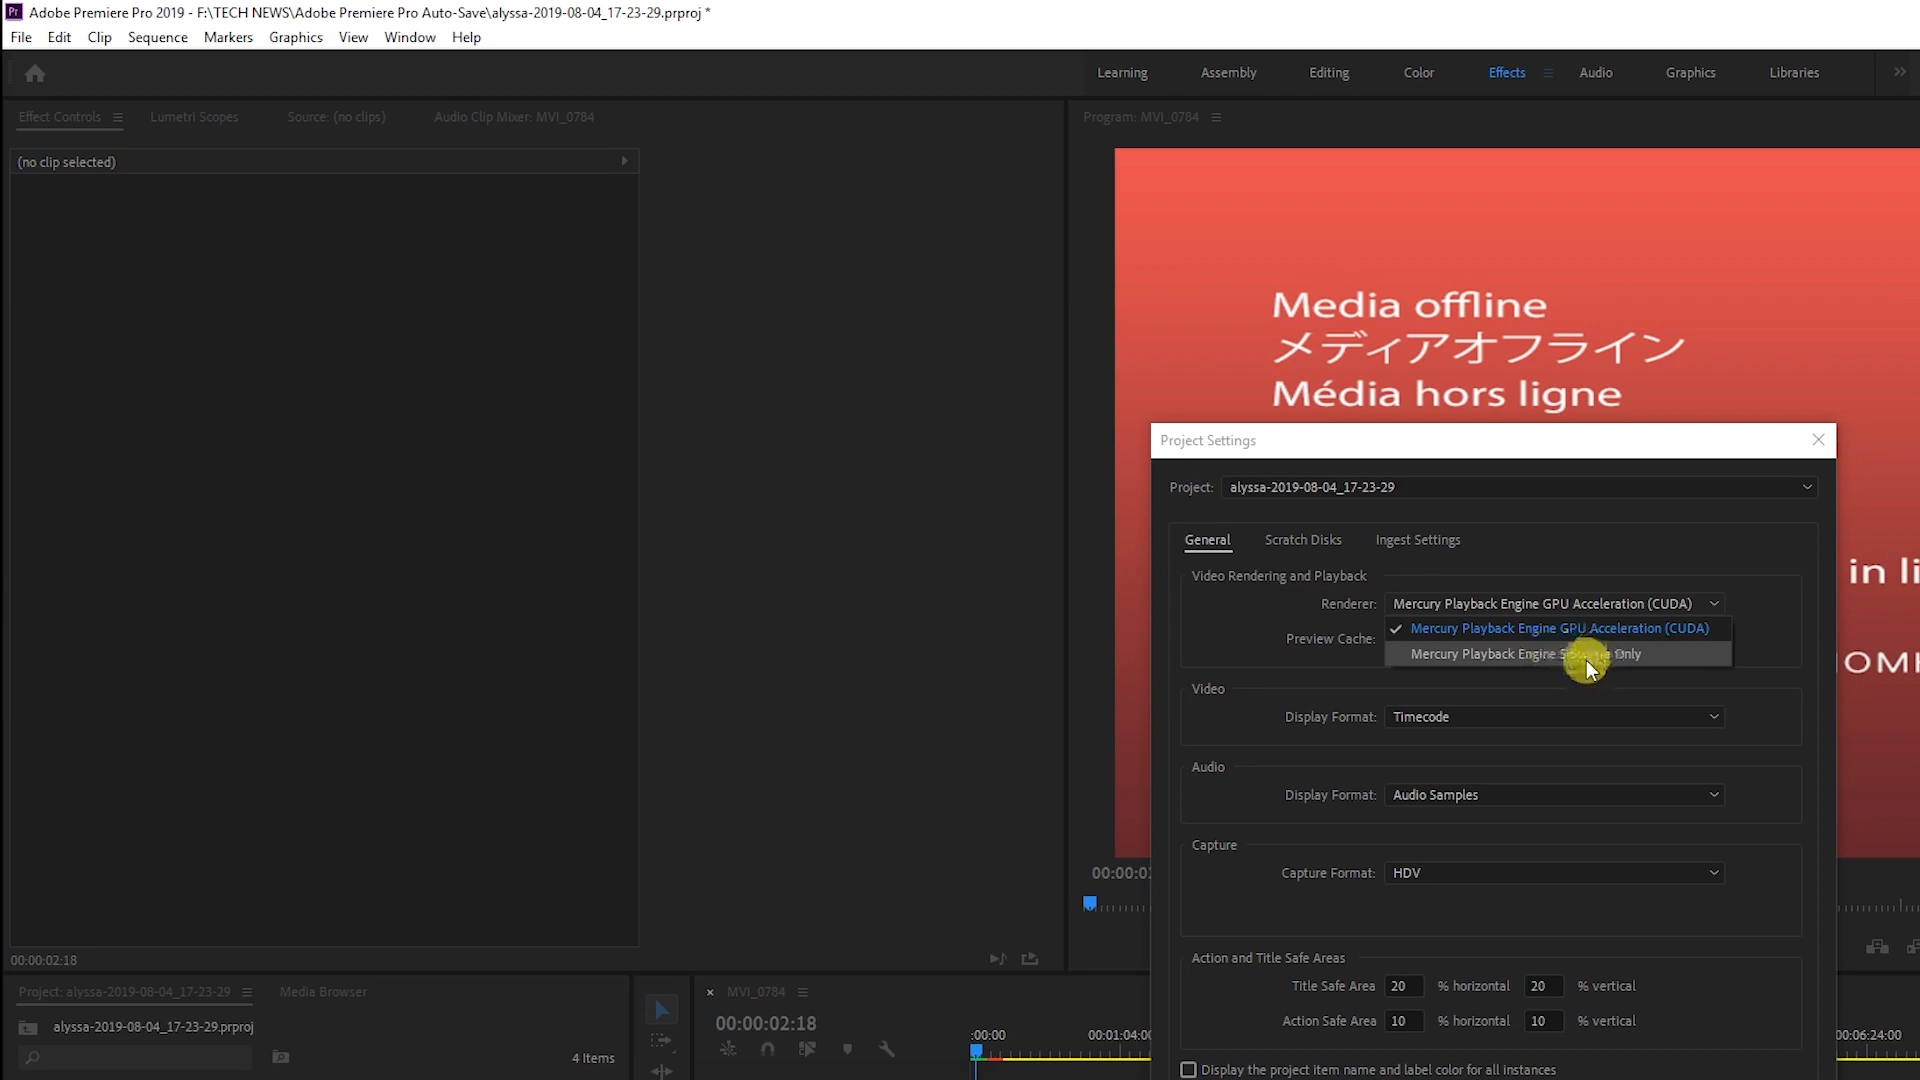 Adobe Premiere Pro 2019 - F:\TECH NEWS\Adobe Premiere Pro Auto-Save\alyssa-2019-08-04_17-23-29.prproj *
File Edit Clip Sequence Markers Graphics View Window Help
Learning Assembly Editing Color Effects Audio Graphics Libraries
Effect Controls Lumetri Scopes Source: (no clips) Audio Clip Mixer: MVI_0784
Program: MVI_0784
(no clip selected)
Media offline
メディアオフライン
Média hors ligne
Project Settings
Project: alyssa-2019-08-04_17-23-29
General Scratch Disks Ingest Settings
Video Rendering and Playback
Renderer: Mercury Playback Engine GPU Acceleration (CUDA)
Mercury Playback Engine GPU Acceleration (CUDA)
Preview Cache:
Mercury Playback Engine Only
in li
Video
Display Format: Timecode
Audio
Display Format: Audio Samples
Capture
Capture Format: HDV
00:00:02
Action and Title Safe Areas
Title Safe Area 20 % horizontal 20 % vertical
Action Safe Area 10 % horizontal 10 % vertical
Display the project item name and label color for all instances
00:00:02:18
Project: alyssa-2019-08-04_17-23-29 Media Browser
alyssa-2019-08-04_17-23-29.prproj
4 Items
× MVI_0784
00:00:02:18
:00:00 00:01:04:00 00:06:24:00